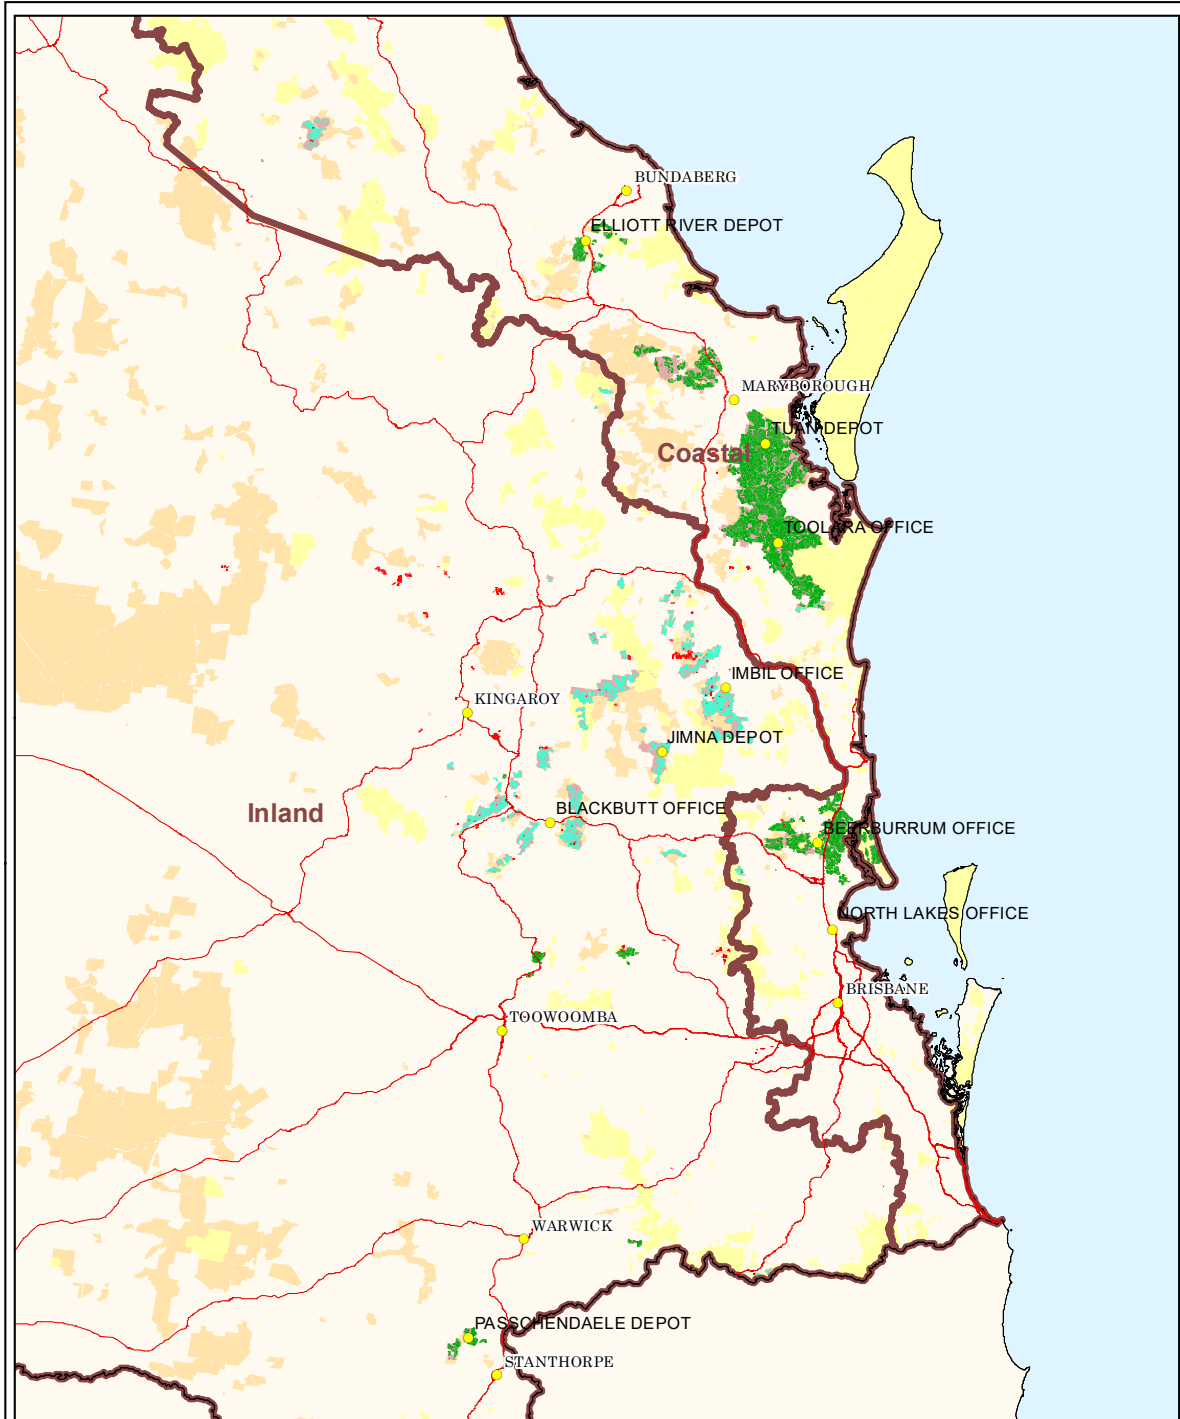 BUNDABERG
ELLIOTT RIVER DEPOT
MARYBOROUGH
TUAN DEPOT
Coastal
TOOLARA OFFICE
IMBIL OFFICE
KINGAROY
JIMNA DEPOT
Inland
BLACKBUTT OFFICE
BEERBURRUM OFFICE
NORTH LAKES OFFICE
BRISBANE
TOOWOOMBA
WARWICK
PASSCHENDAELE DEPOT
STANTHORPE